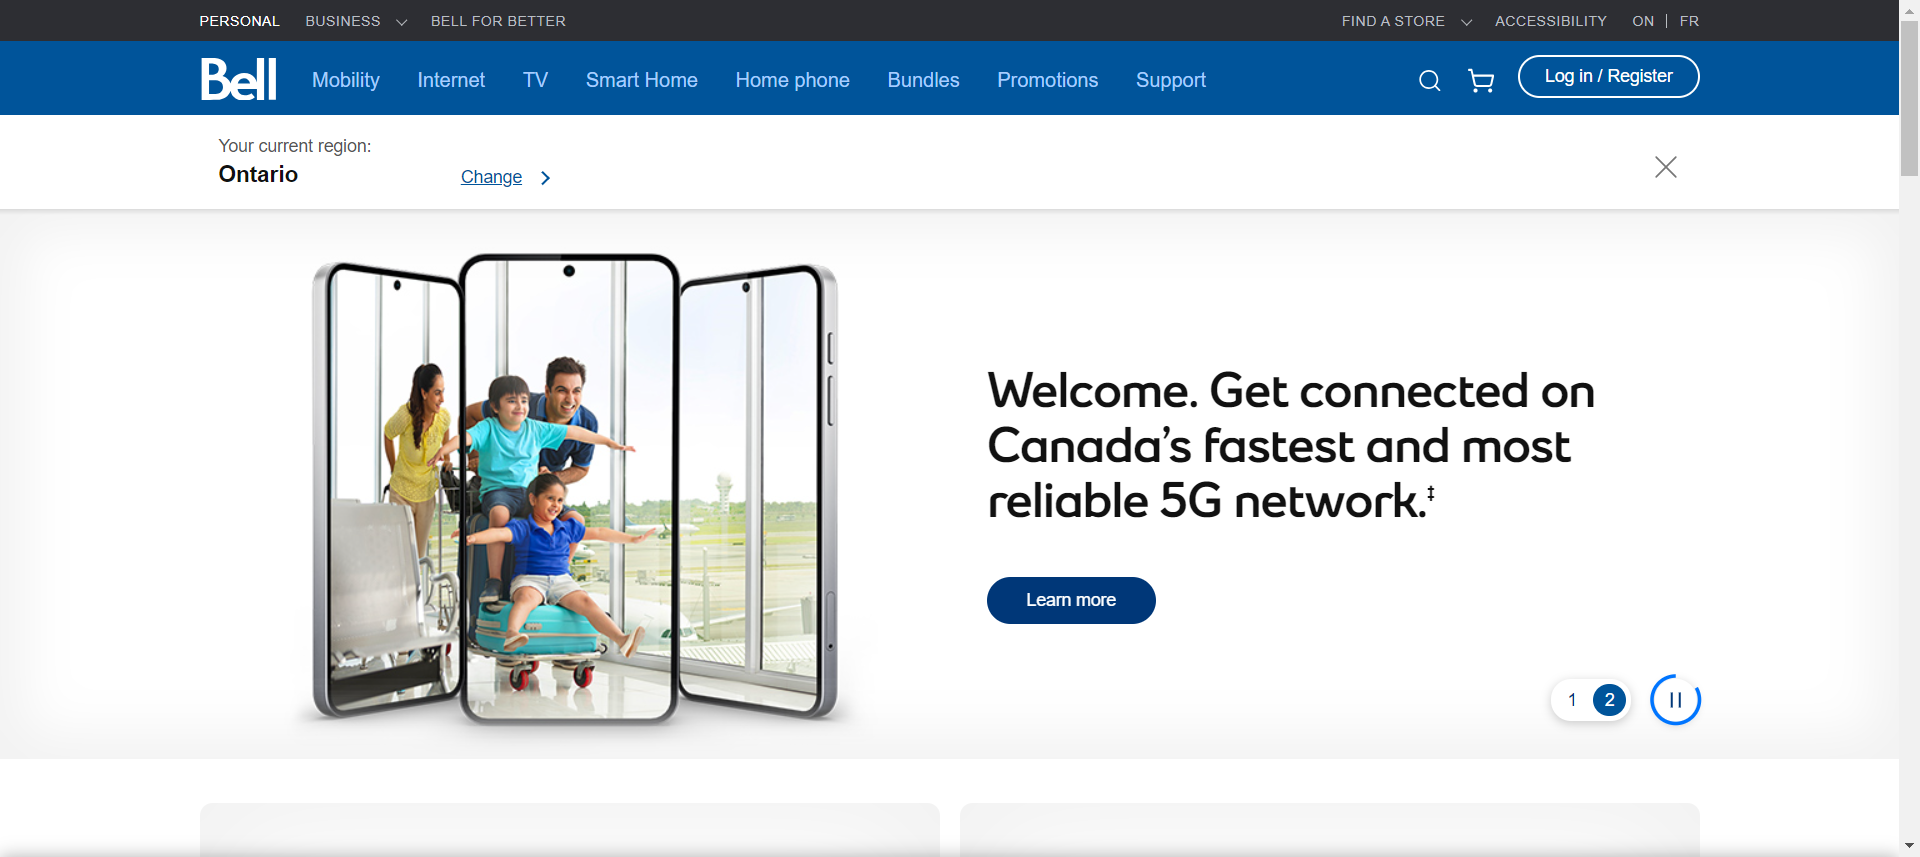 PERSONAL BUSINESS BELL FOR BETTER FIND A STORE ACCESSIBILITY ON | FR
Bell Mobility Internet TV Smart Home Home phone Bundles Promotions Support Log in / Register
Your current region:
Ontario
Change
Welcome. Get connected on
Canada’s fastest and most
reliable 5G network.‡
Learn more
1 2